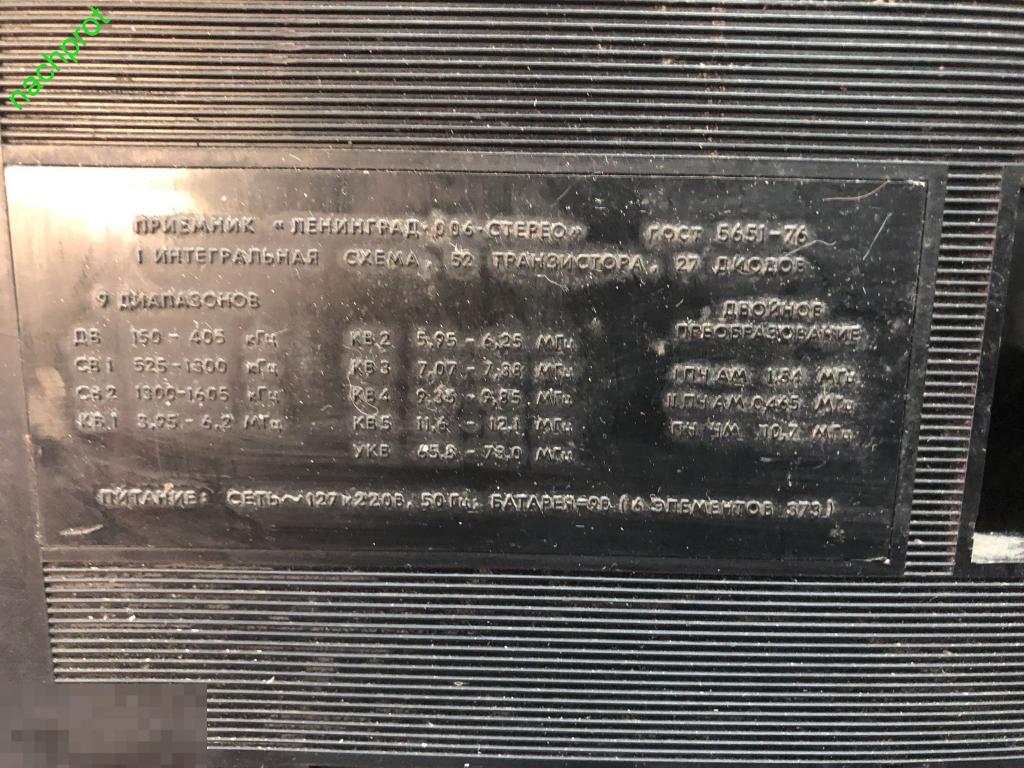 nachprot
ПРИЕМНИК «ЛЕНИНГРАД-006-СТЕРЕО» ГОСТ 5651-76
1 ИНТЕГРАЛЬНАЯ СХЕМА, 52 ТРАНЗИСТОРА, 27 ДИОДОВ
9 ДИАПАЗОНОВ
ДВ 150 - 405 кГц
СВ 1 525-1300 кГц
СВ 2 1300-1605 кГц
КВ 1 3,95 - 6,2 МГц
КВ 2 5,95 - 6,25 МГц
КВ 3 7,07 - 7,38 МГц
КВ 4 9,35 - 9,85 МГц
КВ 5 11,6 - 12,1 МГц
УКВ 65,8 - 73,0 МГц
ДВОЙНОЕ
ПРЕОБРАЗОВАНИЕ
I ПЧ АМ 1,84 МГц
II ПЧ АМ 0,465 МГц
ПЧ ЧМ 10,7 МГц
ПИТАНИЕ: СЕТЬ~127 и 220В, 50 Гц; БАТАРЕЯ-9В (6 ЭЛЕМЕНТОВ 373)